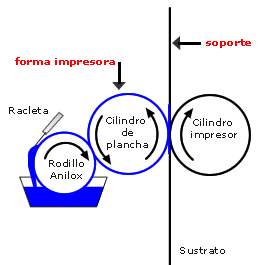 soporte
forma impresora
Racleta
Cilindro
de
plancha
Cilindro
impresor
Rodillo
Anilox
Sustrato